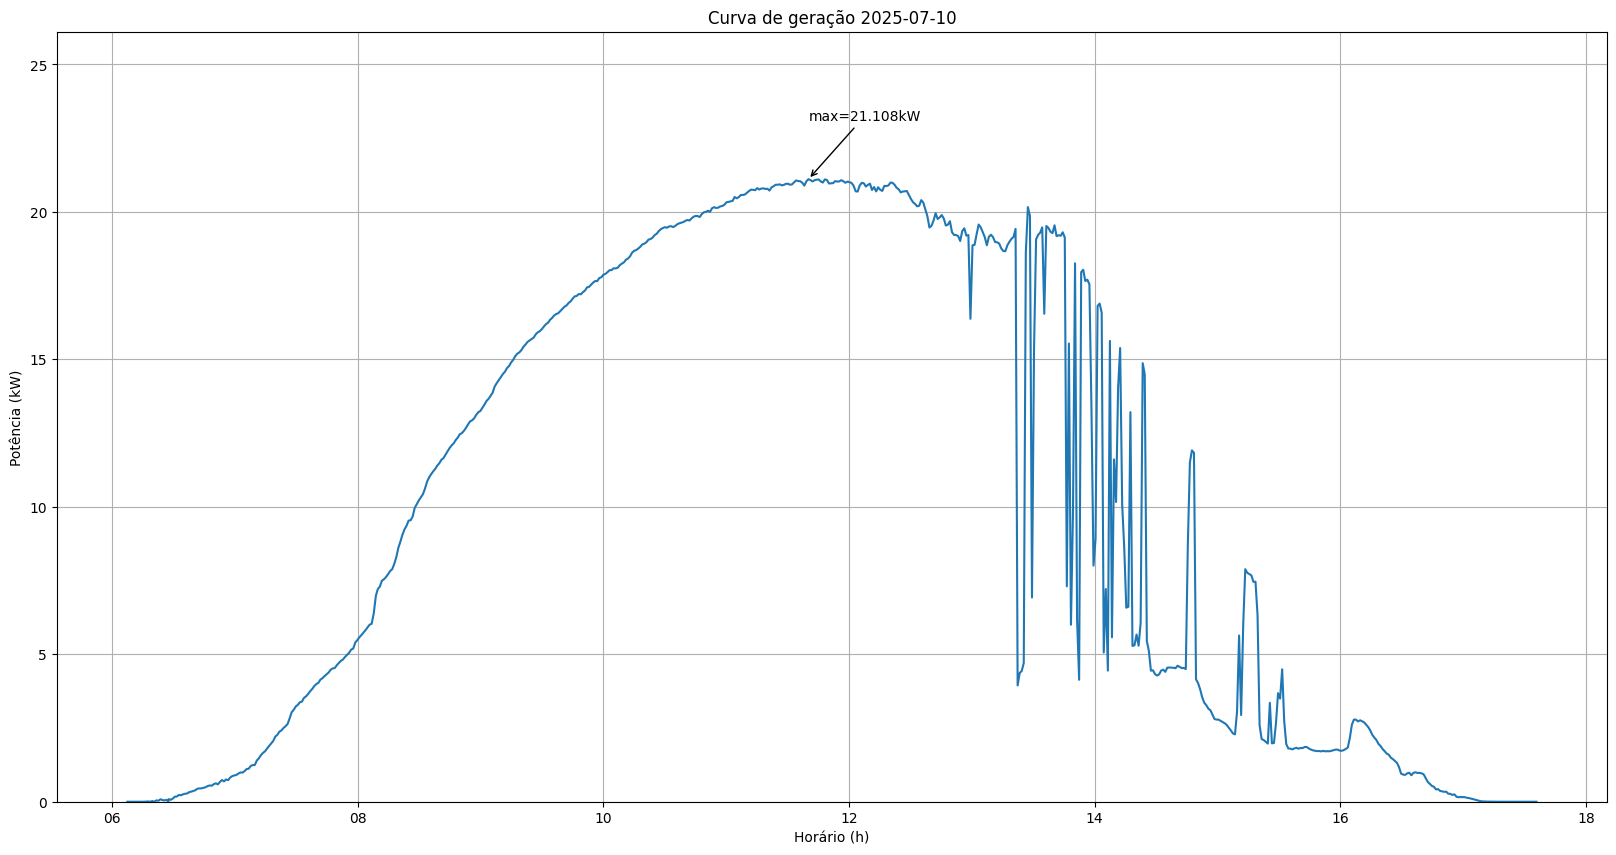 Curva de geração 2025-07-10
25
max=21.108kW
20
15
Potência (kW)
10
5
0
06 08 10 12 14 16 18
Horário (h)